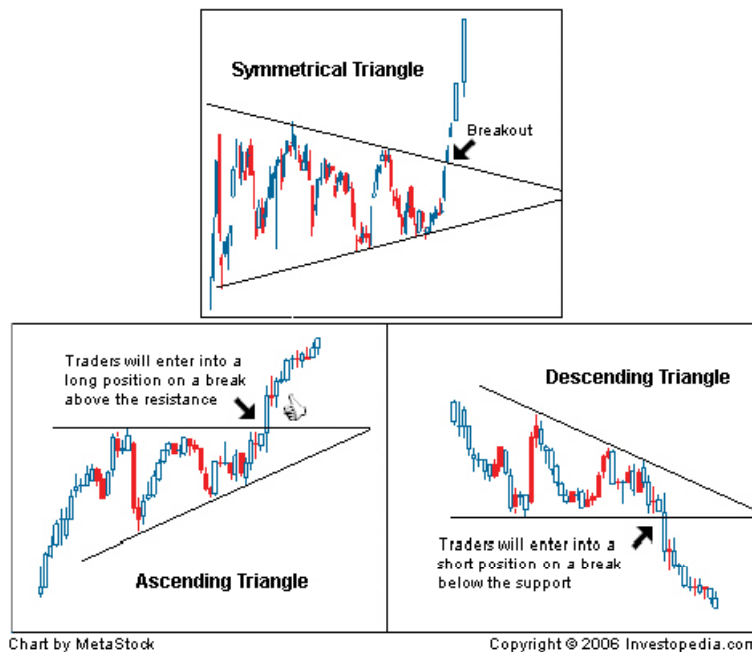 Symmetrical Triangle
Breakout
Traders will enter into a
long position on a break
above the resistance
Ascending Triangle
Descending Triangle
Traders will enter into a
short position on a break
below the support
Chart by MetaStock
Copyright © 2006 Investopedia.com